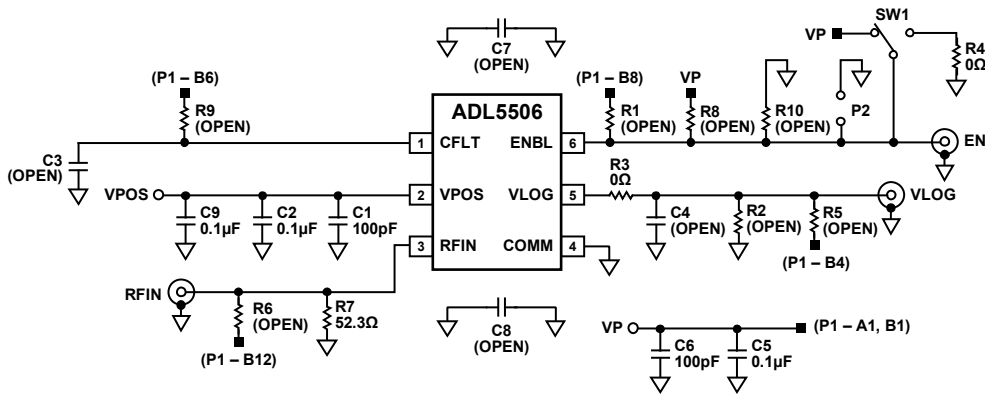 C7
(OPEN)
SW1
VP
R4
0Ω
(P1 – B6)
R9
(OPEN)
(P1 – B8)
R1
(OPEN)
VP
R8
(OPEN)
R10
(OPEN)
P2
ADL5506
1
CFLT
ENBL
6
EN
C3
(OPEN)
R3
0Ω
VPOS
2
VPOS
VLOG
5
VLOG
C9
0.1µF
C2
0.1µF
C1
100pF
C4
(OPEN)
R2
(OPEN)
R5
(OPEN)
3
RFIN
COMM
4
(P1 – B4)
RFIN
R6
(OPEN)
R7
52.3Ω
(P1 – B12)
C8
(OPEN)
VP
(P1 – A1, B1)
C6
100pF
C5
0.1µF